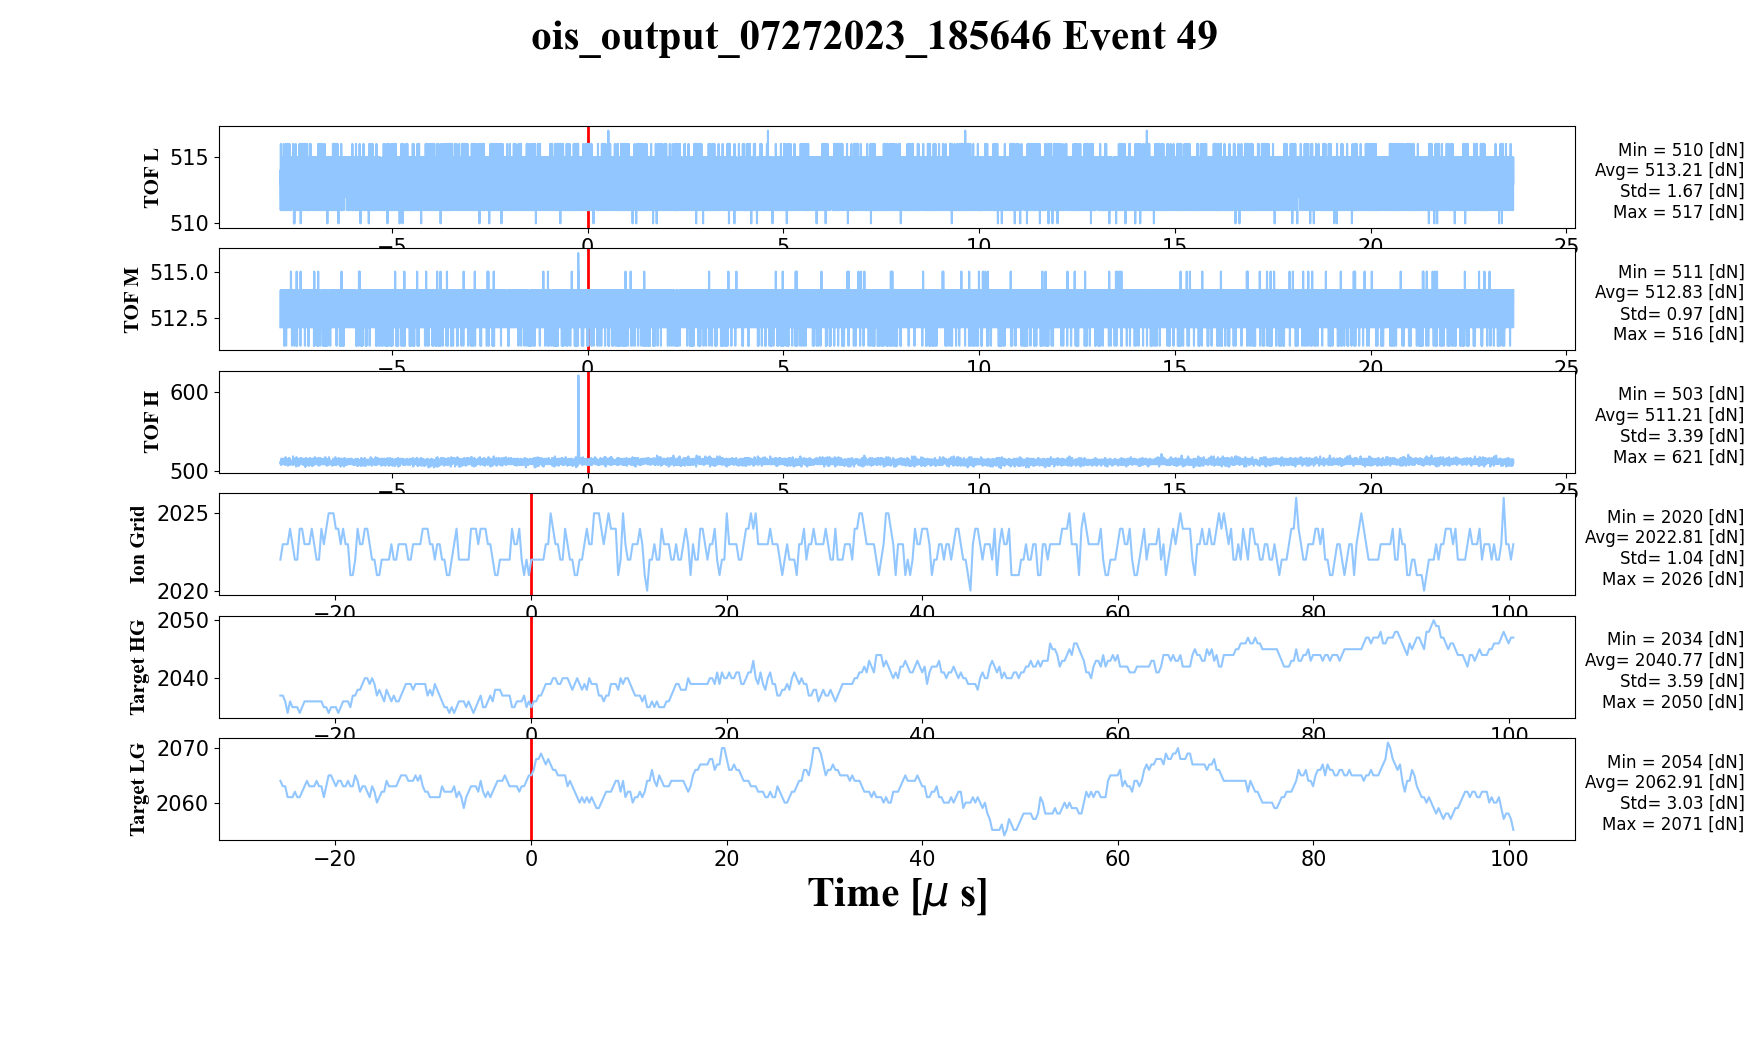 ois_output_07272023_185646 Event 49
TOF L
515
510
Min = 510 [dN]
Avg= 513.21 [dN]
Std= 1.67 [dN]
Max = 517 [dN]
−5 0 5 10 15 20 25
TOF M
515.0
512.5
Min = 511 [dN]
Avg= 512.83 [dN]
Std= 0.97 [dN]
Max = 516 [dN]
−5 0 5 10 15 20 25
TOF H
600
500
Min = 503 [dN]
Avg= 511.21 [dN]
Std= 3.39 [dN]
Max = 621 [dN]
−5 0 5 10 15 20 25
Ion Grid
2025
2020
Min = 2020 [dN]
Avg= 2022.81 [dN]
Std= 1.04 [dN]
Max = 2026 [dN]
−20 0 20 40 60 80 100
Target HG
2050
2040
Min = 2034 [dN]
Avg= 2040.77 [dN]
Std= 3.59 [dN]
Max = 2050 [dN]
−20 0 20 40 60 80 100
Target LG
2070
2060
Min = 2054 [dN]
Avg= 2062.91 [dN]
Std= 3.03 [dN]
Max = 2071 [dN]
−20 0 20 40 60 80 100
Time [μ s]